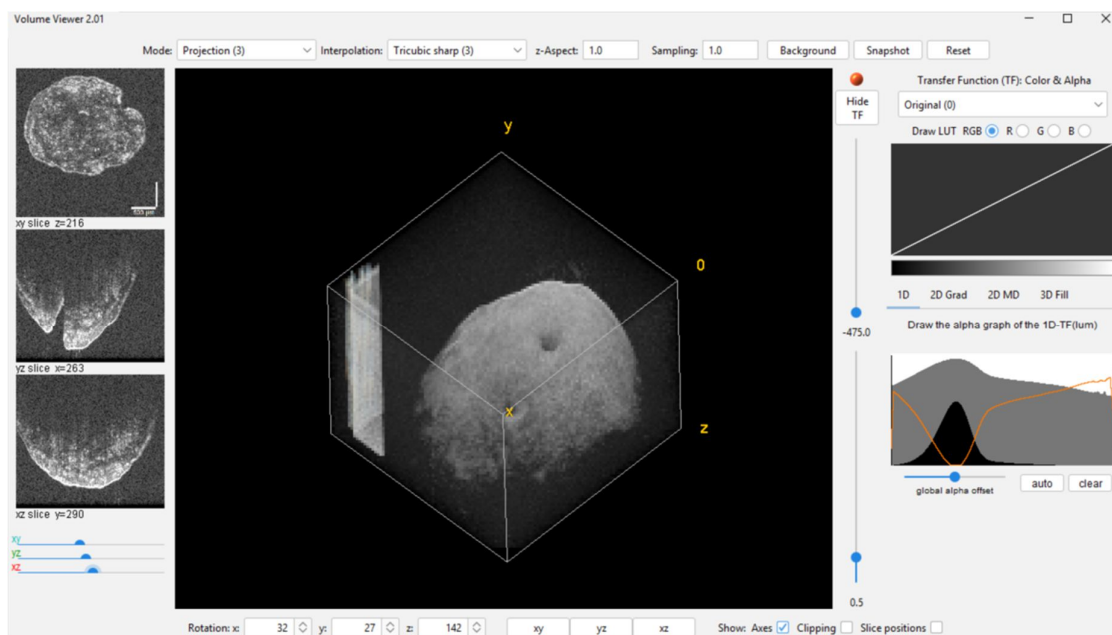 Volume Viewer 2.01
Mode: Projection (3) Interpolation: Tricubic sharp (3) z-Aspect: 1.0 Sampling: 1.0 Background Snapshot Reset
xy slice z=216
yz slice x=263
xz slice y=290
xy
yz
xz
y
0
x
z
Hide TF
-475.0
0.5
Transfer Function (TF): Color & Alpha
Original (0)
Draw LUT RGB R G B
1D 2D Grad 2D MD 3D Fill
Draw the alpha graph of the 1D-TF(lum)
global alpha offset auto clear
Rotation: x: 32 y: 27 z: 142 xy yz xz Show: Axes Clipping Slice positions